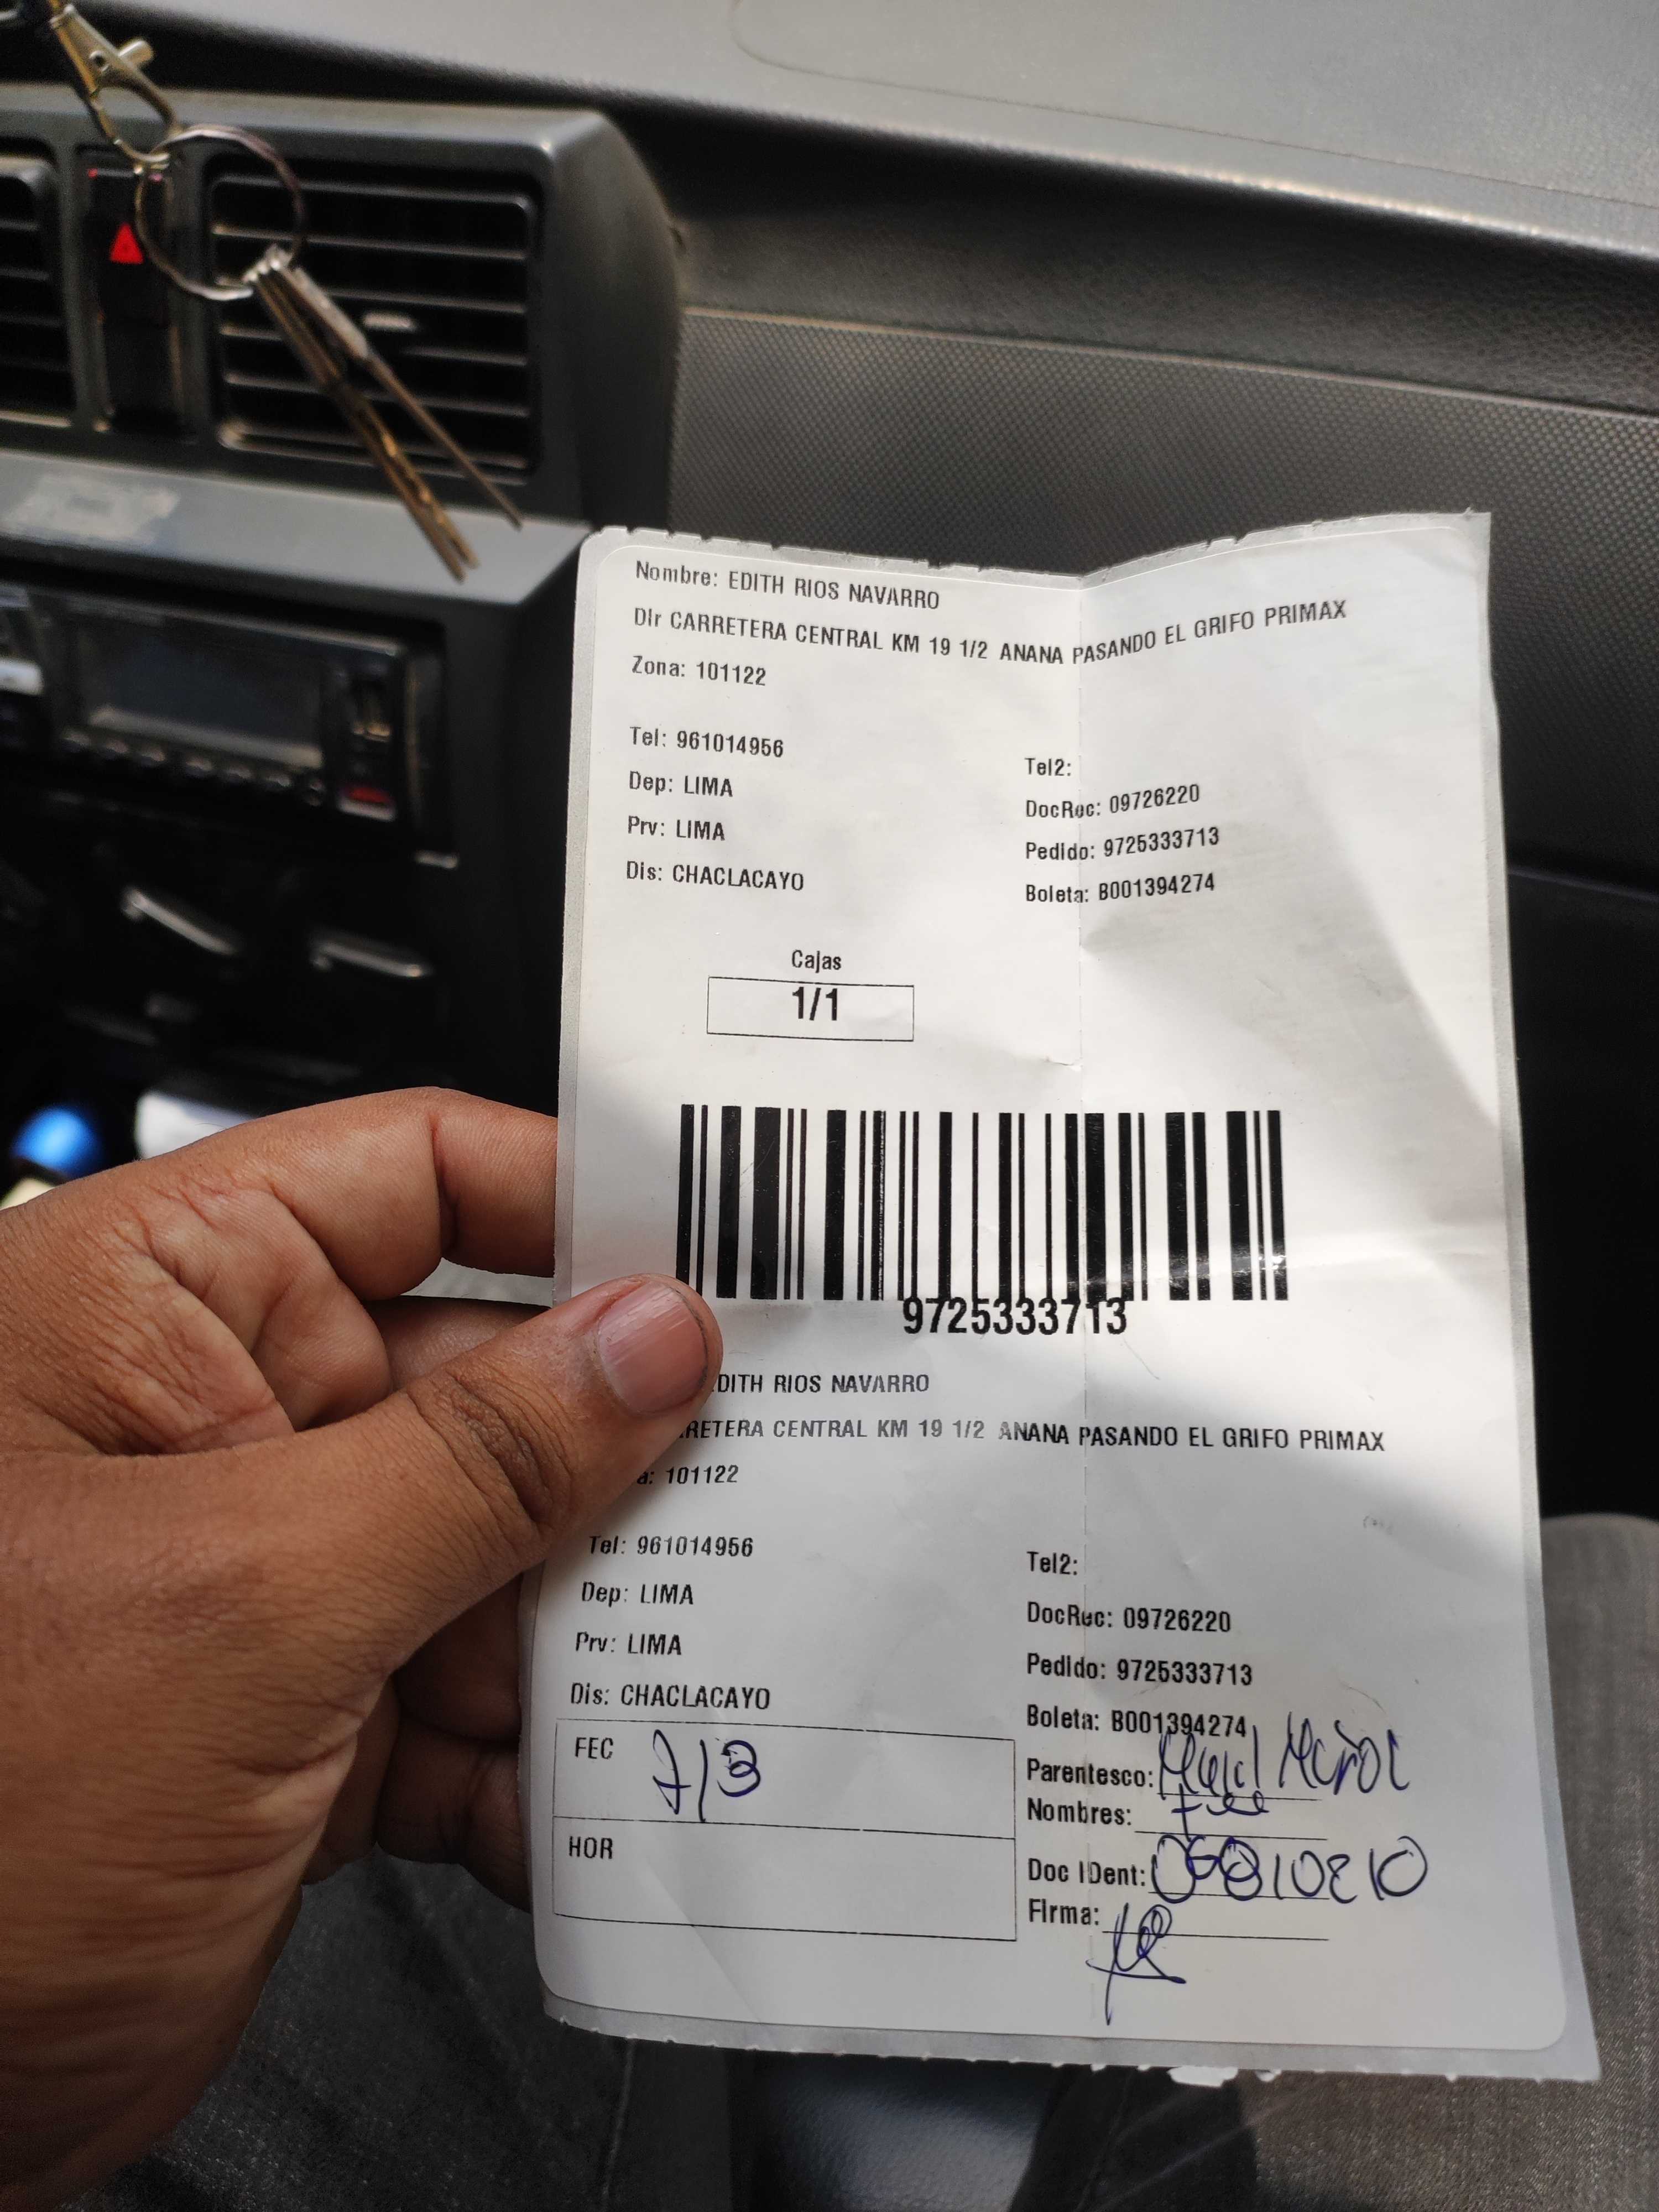 Nombre: EDITH RIOS NAVARRO
Dir CARRETERA CENTRAL KM 19 1/2 ANANA PASANDO EL GRIFO PRIMAX
Zona: 101122
Tel: 961014956
Tel2:
Dep: LIMA
DocRec: 09726220
Prv: LIMA
Pedido: 9725333713
Dis: CHACLACAYO
Boleta: B001394274
Cajas
1/1
9725333713
EDITH RIOS NAVARRO
RETERA CENTRAL KM 19 1/2 ANANA PASANDO EL GRIFO PRIMAX
a: 101122
Tel: 961014956
Tel2:
Dep: LIMA
DocRec: 09726220
Prv: LIMA
Pedido: 9725333713
Dis: CHACLACAYO
Boleta: B001394274
FEC 7/3
Parentesco:
Nombres:
HOR
Doc IDent:
Firma: